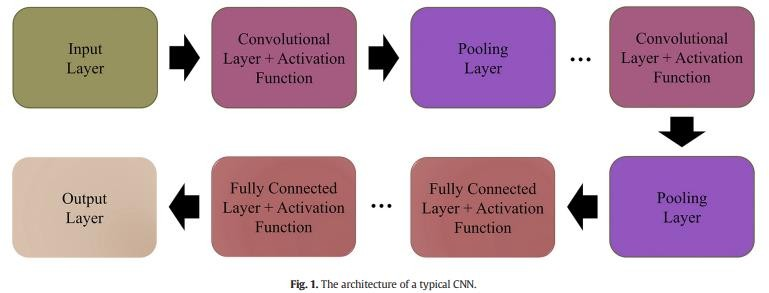 Input
Layer
Convolutional
Layer + Activation
Function
Pooling
Layer
...
Convolutional
Layer + Activation
Function
Pooling
Layer
Fully Connected
Layer + Activation
Function
...
Fully Connected
Layer + Activation
Function
Output
Layer
Fig. 1. The architecture of a typical CNN.